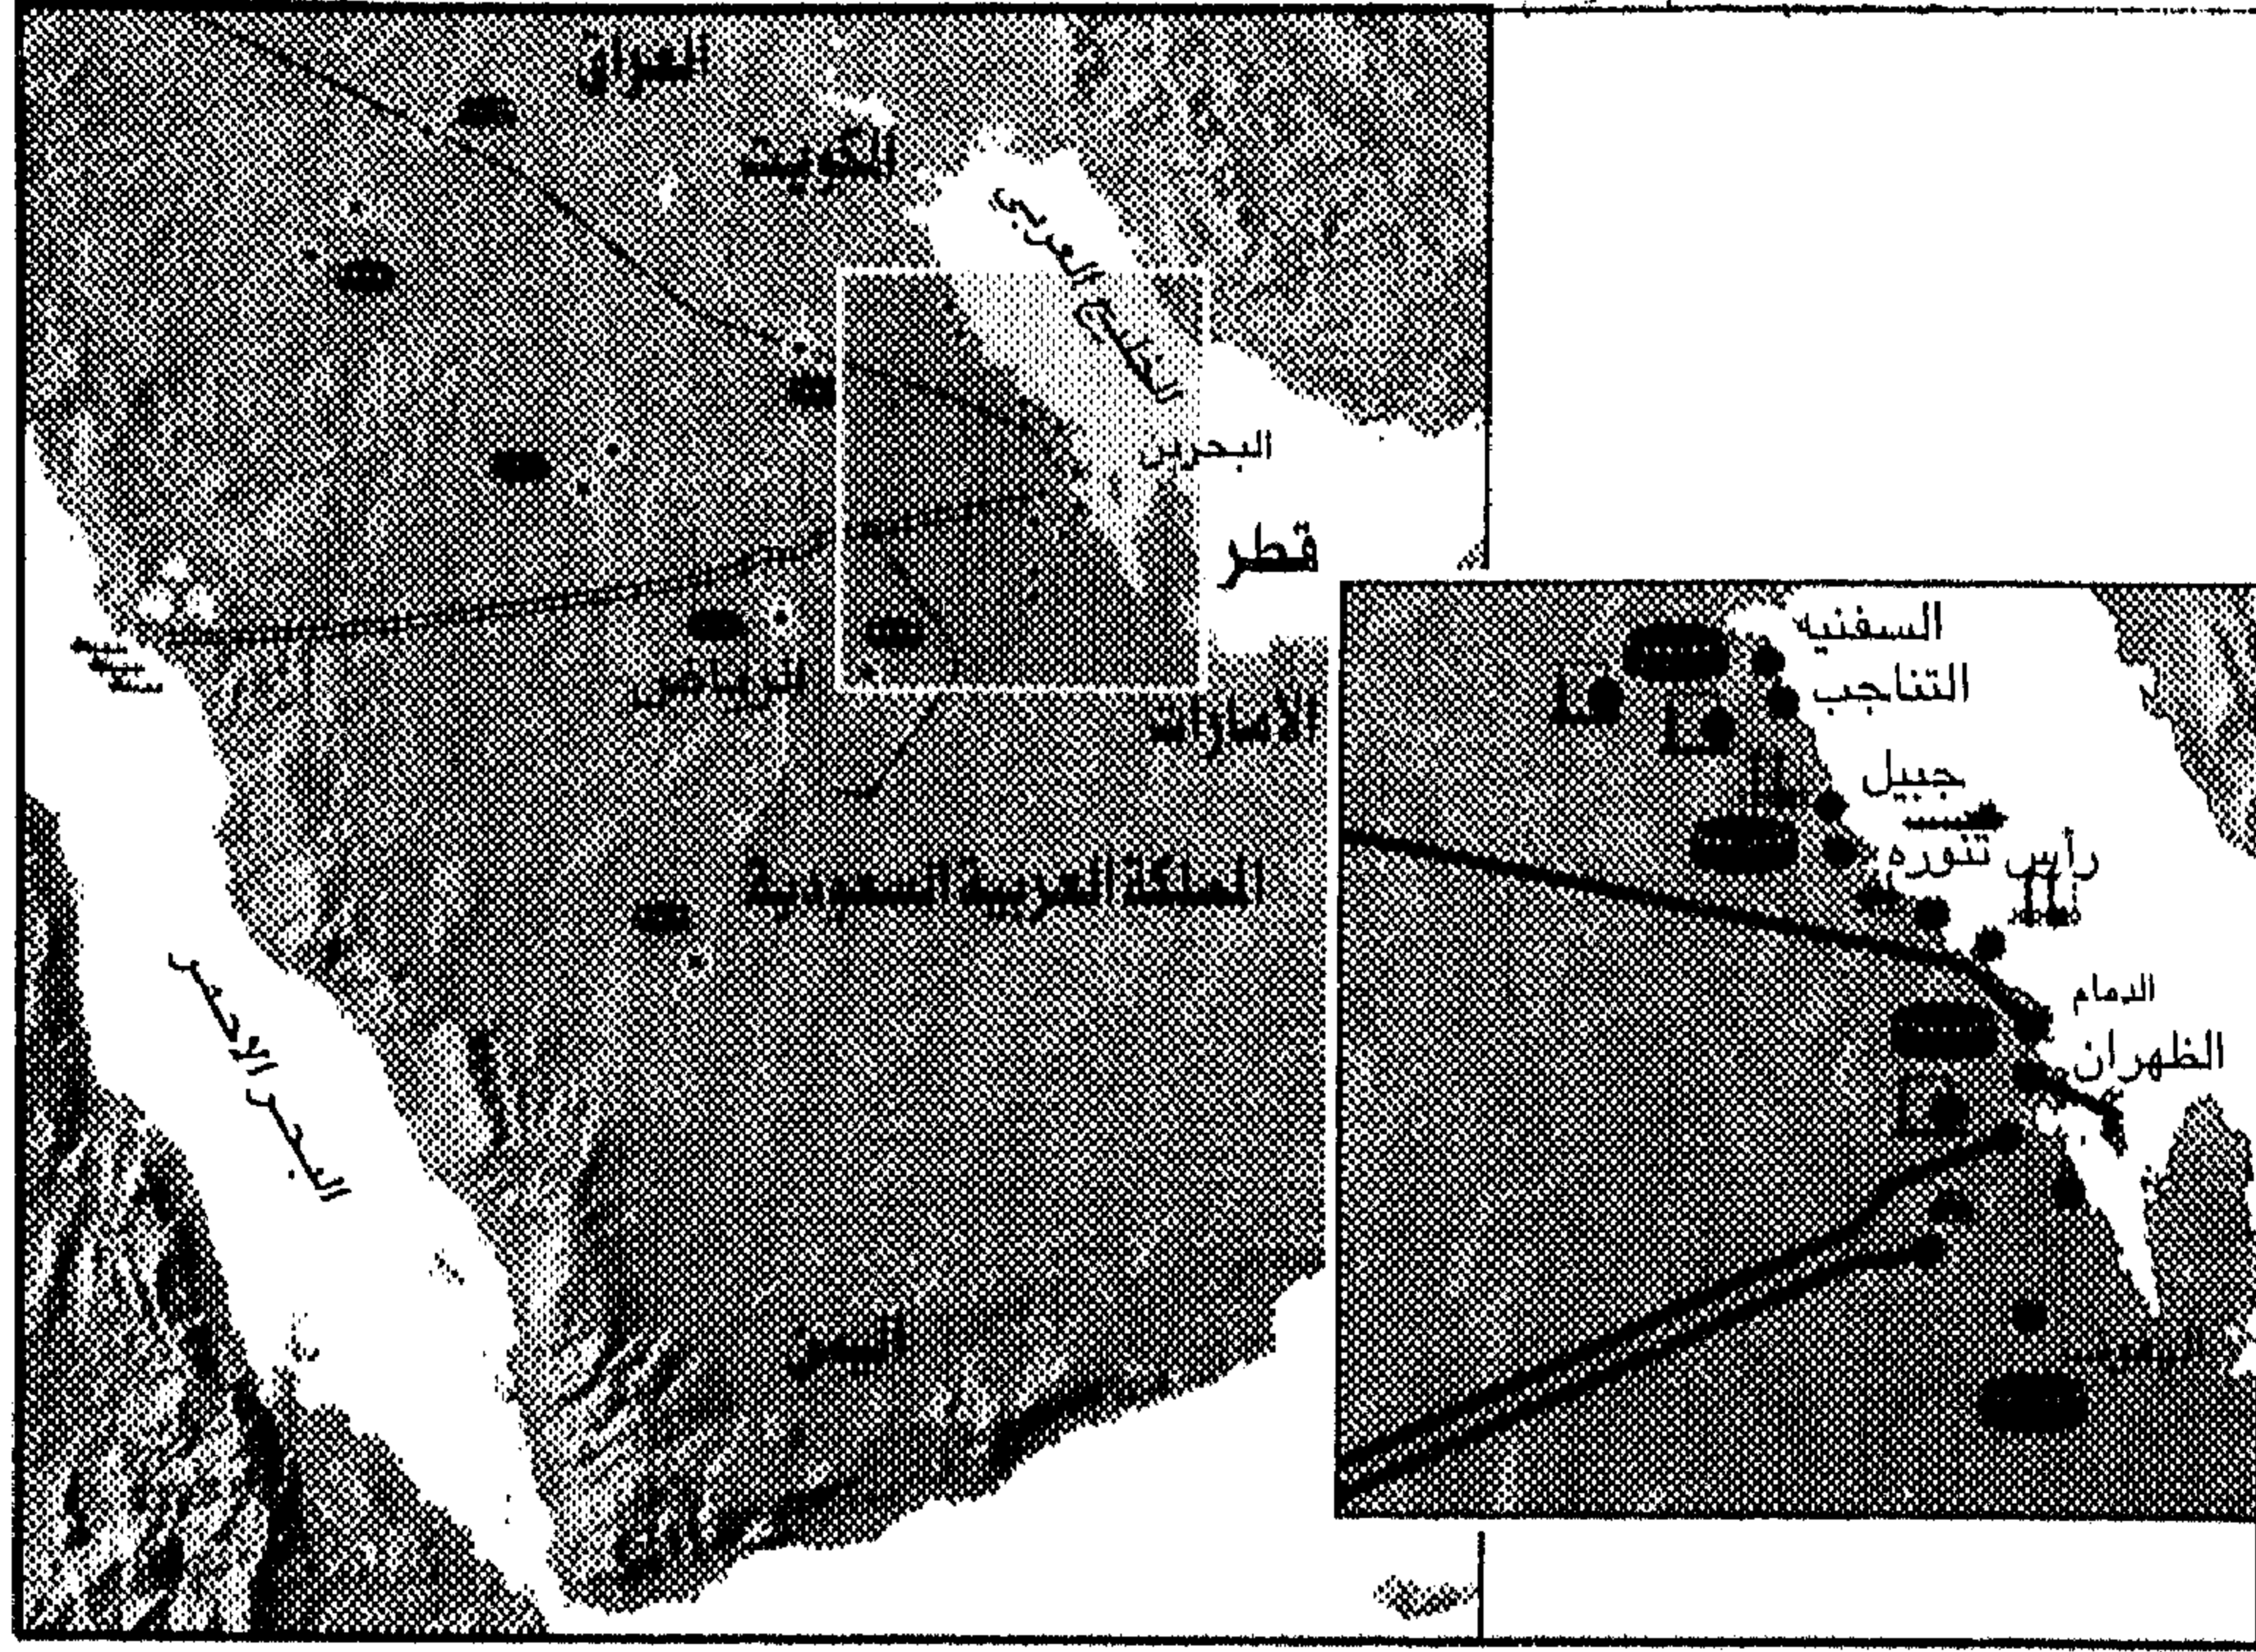 العراق
الكويت
الخليج العربي
البحرين
قطر
الرياض
الامارات
المملكة العربية السعودية
البحر الاحمر
اليمن
السفنيه
التناجب
جبيل
رأس تنوره
الدمام
الظهران